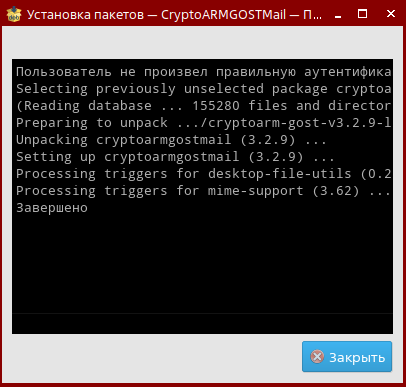 Установка пакетов — CryptoARMGOSTMail — П...
Пользователь не произвел правильную аутентифика
Selecting previously unselected package cryptoa
(Reading database ... 155280 files and director
Preparing to unpack .../cryptoarm-gost-v3.2.9-l
Unpacking cryptoarmgostmail (3.2.9) ...
Setting up cryptoarmgostmail (3.2.9) ...
Processing triggers for desktop-file-utils (0.2
Processing triggers for mime-support (3.62) ...
Завершено
Закрыть